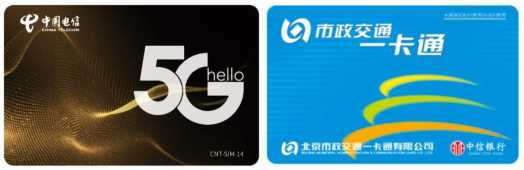 中国电信
CHINA TELECOM
5G
hello
CNT-SIM-14
市政交通
一卡通
北京市政交通一卡通有限公司
中信银行